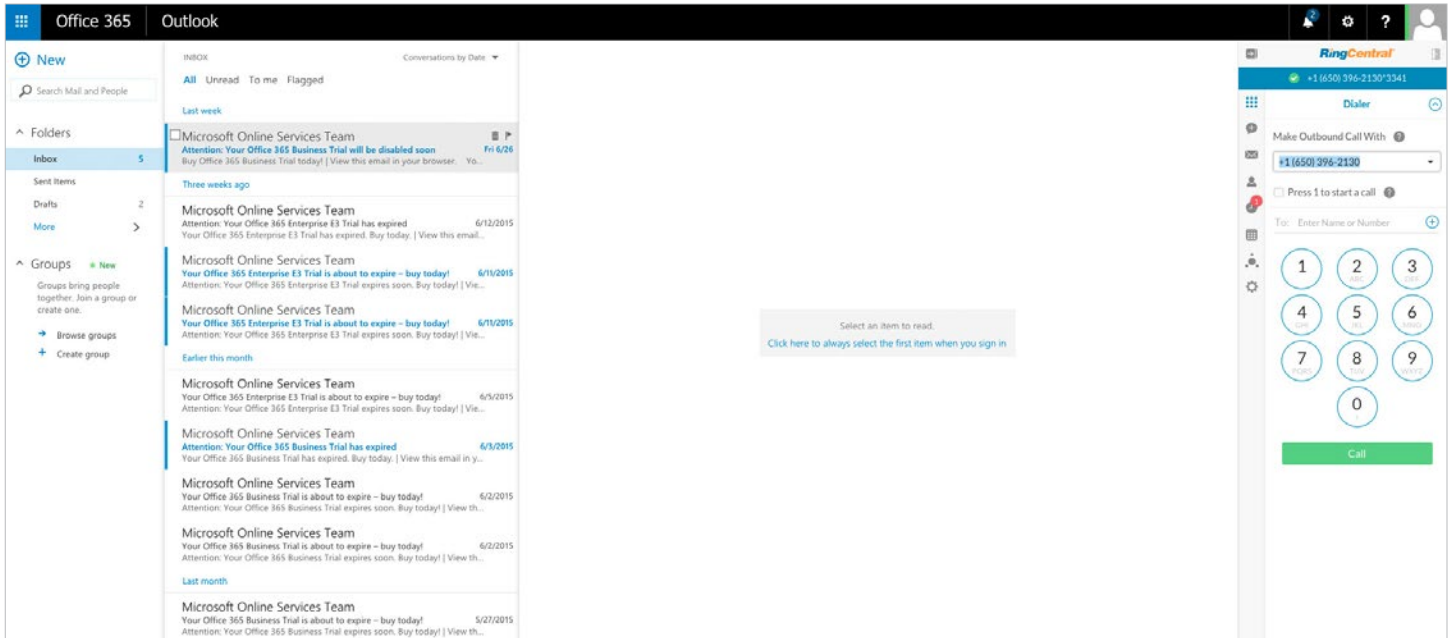 Office 365 Outlook 2 ?
New
Search Mail and People
Folders
Inbox 5
Sent Items
Drafts 2
More
Groups New
Groups bring people
together. Join a group or
create one.
Browse groups
Create group
INBOX Conversations by Date
All Unread To me Flagged
Last week
Microsoft Online Services Team
Attention: Your Office 365 Business Trial will be disabled soon Fri 6/26
Buy Office 365 Business Trial today! | View this email in your browser. Yo...
Three weeks ago
Microsoft Online Services Team
Attention: Your Office 365 Enterprise E3 Trial has expired 6/12/2015
Your Office 365 Enterprise E3 Trial has expired. Buy today. | View this email...
Microsoft Online Services Team
Your Office 365 Enterprise E3 Trial is about to expire – buy today! 6/11/2015
Attention: Your Office 365 Enterprise E3 Trial expires soon. Buy today! | Vie...
Microsoft Online Services Team
Your Office 365 Enterprise E3 Trial is about to expire – buy today! 6/11/2015
Attention: Your Office 365 Enterprise E3 Trial expires soon. Buy today! | Vie...
Earlier this month
Microsoft Online Services Team
Your Office 365 Enterprise E3 Trial is about to expire – buy today! 6/5/2015
Attention: Your Office 365 Enterprise E3 Trial expires soon. Buy today! | Vie...
Microsoft Online Services Team
Attention: Your Office 365 Business Trial has expired 6/3/2015
Your Office 365 Business Trial has expired. Buy today. | View this email in y...
Microsoft Online Services Team
Your Office 365 Business Trial is about to expire – buy today! 6/2/2015
Attention: Your Office 365 Business Trial expires soon. Buy today! | View th...
Microsoft Online Services Team
Your Office 365 Business Trial is about to expire – buy today! 6/2/2015
Attention: Your Office 365 Business Trial expires soon. Buy today! | View th...
Last month
Microsoft Online Services Team
Your Office 365 Business Trial is about to expire – buy today! 5/27/2015
Attention: Your Office 365 Business Trial expires soon. Buy today! | View th...
Select an item to read.
Click here to always select the first item when you sign in
RingCentral
+1 (650) 396-2130*3341
Dialer
Make Outbound Call With ?
+1 (650) 396-2130
Press 1 to start a call ?
1
To: Enter Name or Number
1 2 3
ABC DEF
4 5 6
GHI JKL MNO
7 8 9
PQRS TUV WXYZ
0
Call